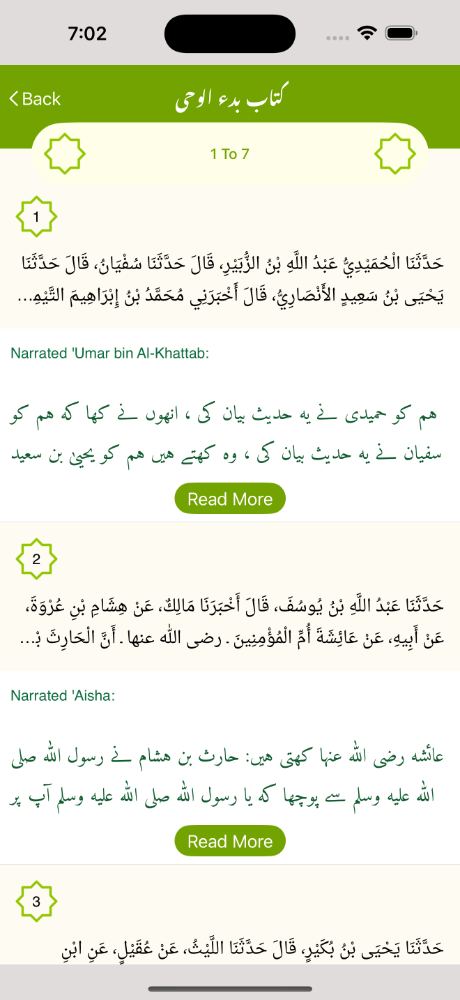 7:02
Back
کتاب بدء الوحی
1 To 7
1
حَدَّثَنَا الْحُمَيْدِيُّ عَبْدُ اللَّهِ بْنُ الزُّبَيْرِ، قَالَ حَدَّثَنَا سُفْيَانُ، قَالَ حَدَّثَنَا
يَحْيَى بْنُ سَعِيدٍ الأَنْصَارِيُّ، قَالَ أَخْبَرَنِي مُحَمَّدُ بْنُ إِبْرَاهِيمَ التَّيْمِ...
Narrated 'Umar bin Al-Khattab:
ہم کو حمیدی نے یہ حدیث بیان کی ، انھوں نے کہا کہ ہم کو
سفیان نے یہ حدیث بیان کی ، وہ کہتے ہیں ہم کو یحییٰ بن سعید
Read More
2
حَدَّثَنَا عَبْدُ اللَّهِ بْنُ يُوسُفَ، قَالَ أَخْبَرَنَا مَالِكٌ، عَنْ هِشَامِ بْنِ عُرْوَةَ،
عَنْ أَبِيهِ، عَنْ عَائِشَةَ أُمِّ الْمُؤْمِنِينَ ـ رضى الله عنها ـ أَنَّ الْحَارِثَ بْ...
Narrated 'Aisha:
عائشہ رضی اللہ عنہا کہتی ہیں: حارث بن ہشام نے رسول اللہ صلی
اللہ علیہ وسلم سے پوچھا کہ یا رسول اللہ صلی اللہ علیہ وسلم آپ پر
Read More
3
حَدَّثَنَا يَحْيَى بْنُ بُكَيْرٍ، قَالَ حَدَّثَنَا اللَّيْثُ، عَنْ عُقَيْلٍ، عَنِ ابْنِ